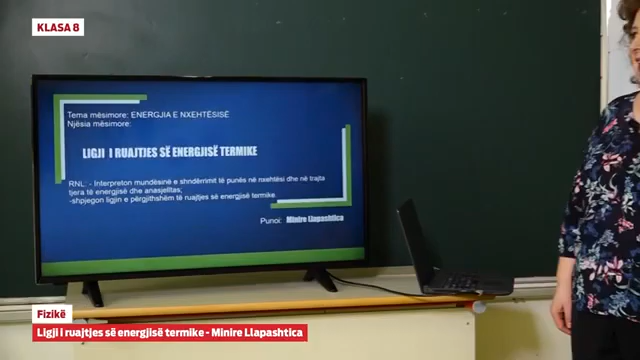 KLASA 8
Tema mësimore: ENERGJIA E NXEHTËSISË
Njësia mësimore:
LIGJI I RUAJTJES SË ENERGJISË TERMIKE
RNL: - Interpreton mundësinë e shndërrimit të punës në nxehtësi dhe në trajta
tjera të energjisë dhe anasjelltas;
-shpjegon ligjin e përgjithshëm të ruajtjes së energjisë termike.
Punoi: Minire Llapashtica
Fizikë
Ligji i ruajtjes së energjisë termike - Minire Llapashtica